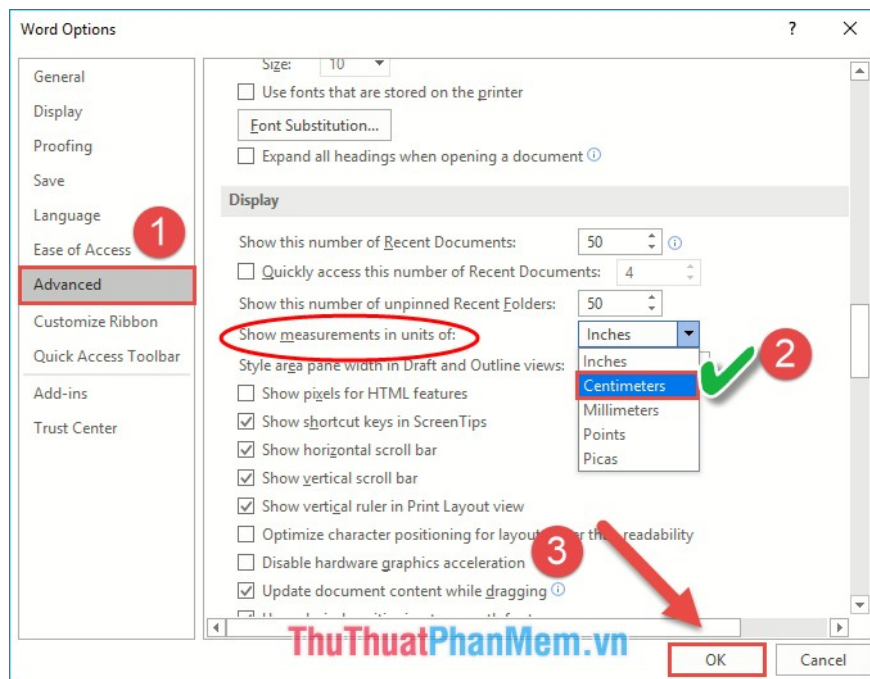 Word Options
?
General
Display
Proofing
Save
Language
Ease of Access
Advanced
Customize Ribbon
Quick Access Toolbar
Add-ins
Trust Center
1
Size: 10
Use fonts that are stored on the printer
Font Substitution...
Expand all headings when opening a document
Display
Show this number of Recent Documents: 50
Quickly access this number of Recent Documents: 4
Show this number of unpinned Recent Folders: 50
Show measurements in units of: Inches
Inches
Centimeters
Millimeters
Points
Picas
2
Style area pane width in Draft and Outline views:
Show pixels for HTML features
Show shortcut keys in ScreenTips
Show horizontal scroll bar
Show vertical scroll bar
Show vertical ruler in Print Layout view
Optimize character positioning for layout readability
Disable hardware graphics acceleration
3
Update document content while dragging
ThuThuatPhanMem.vn
OK
Cancel